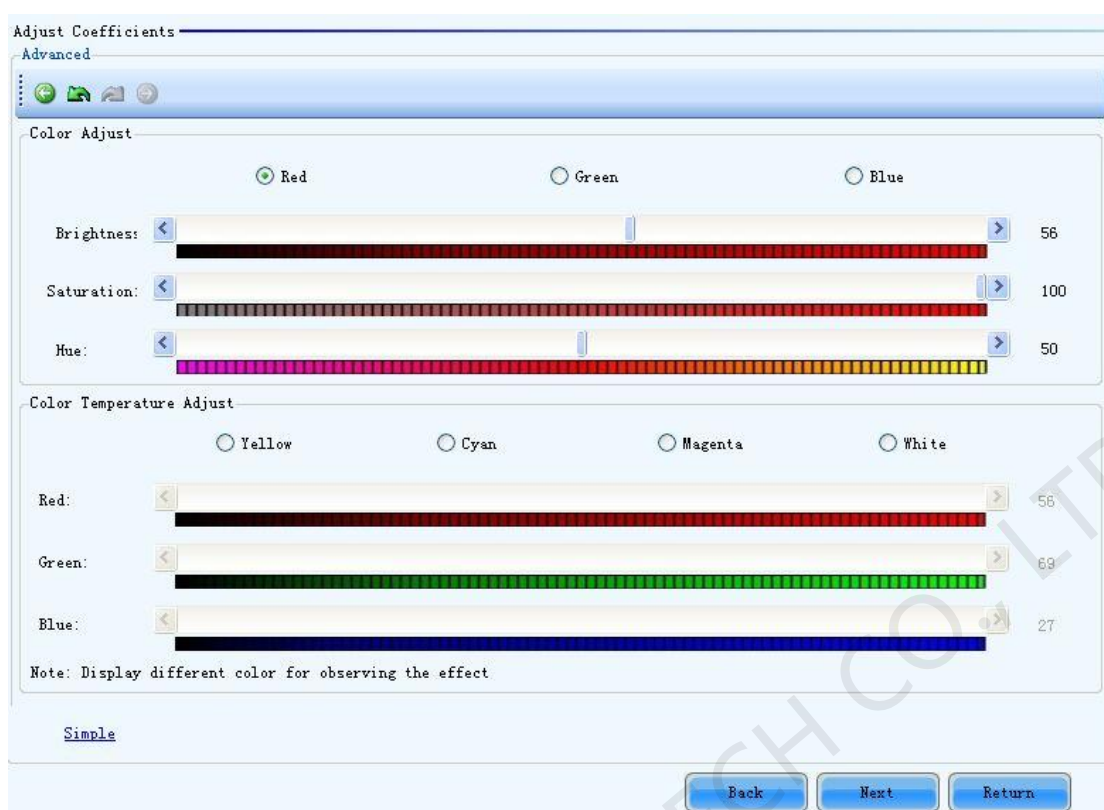 Adjust Coefficients
Advanced
Color Adjust
Red Green Blue
Brightness 56
Saturation: 100
Hue: 50
Color Temperature Adjust
Yellow Cyan Magenta White
Red: 56
Green: 69
Blue: 27
Note: Display different color for observing the effect
Simple
Back Next Return